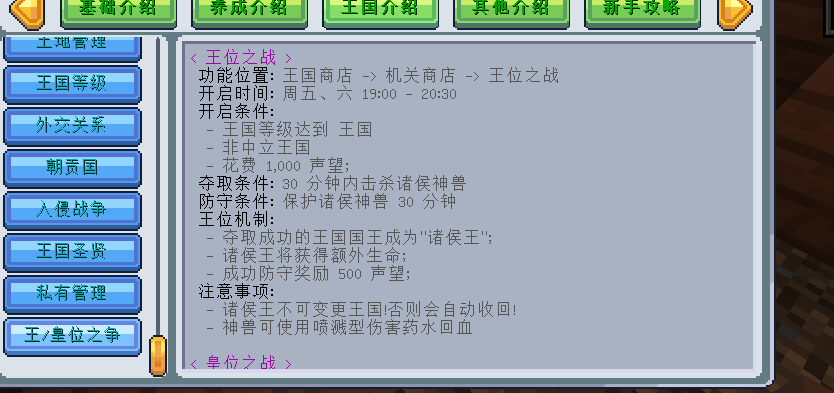 基础介绍
养成介绍
王国介绍
其他介绍
新手攻略
土地管理
王国等级
外交关系
朝贡国
入侵战争
王国圣贤
私有管理
王/皇位之争
< 王位之战 >
功能位置: 王国商店 -> 机关商店 -> 王位之战
开启时间: 周五、六 19:00 - 20:30
开启条件:
- 王国等级达到 王国
- 非中立王国
- 花费 1,000 声望;
夺取条件: 30 分钟内击杀诸侯神兽
防守条件: 保护诸侯神兽 30 分钟
王位机制:
- 夺取成功的王国国王成为"诸侯王";
- 诸侯王将获得额外生命;
- 成功防守奖励 500 声望;
注意事项:
- 诸侯王不可变更王国!否则会自动收回!
- 神兽可使用喷溅型伤害药水回血
< 皇位之战 >